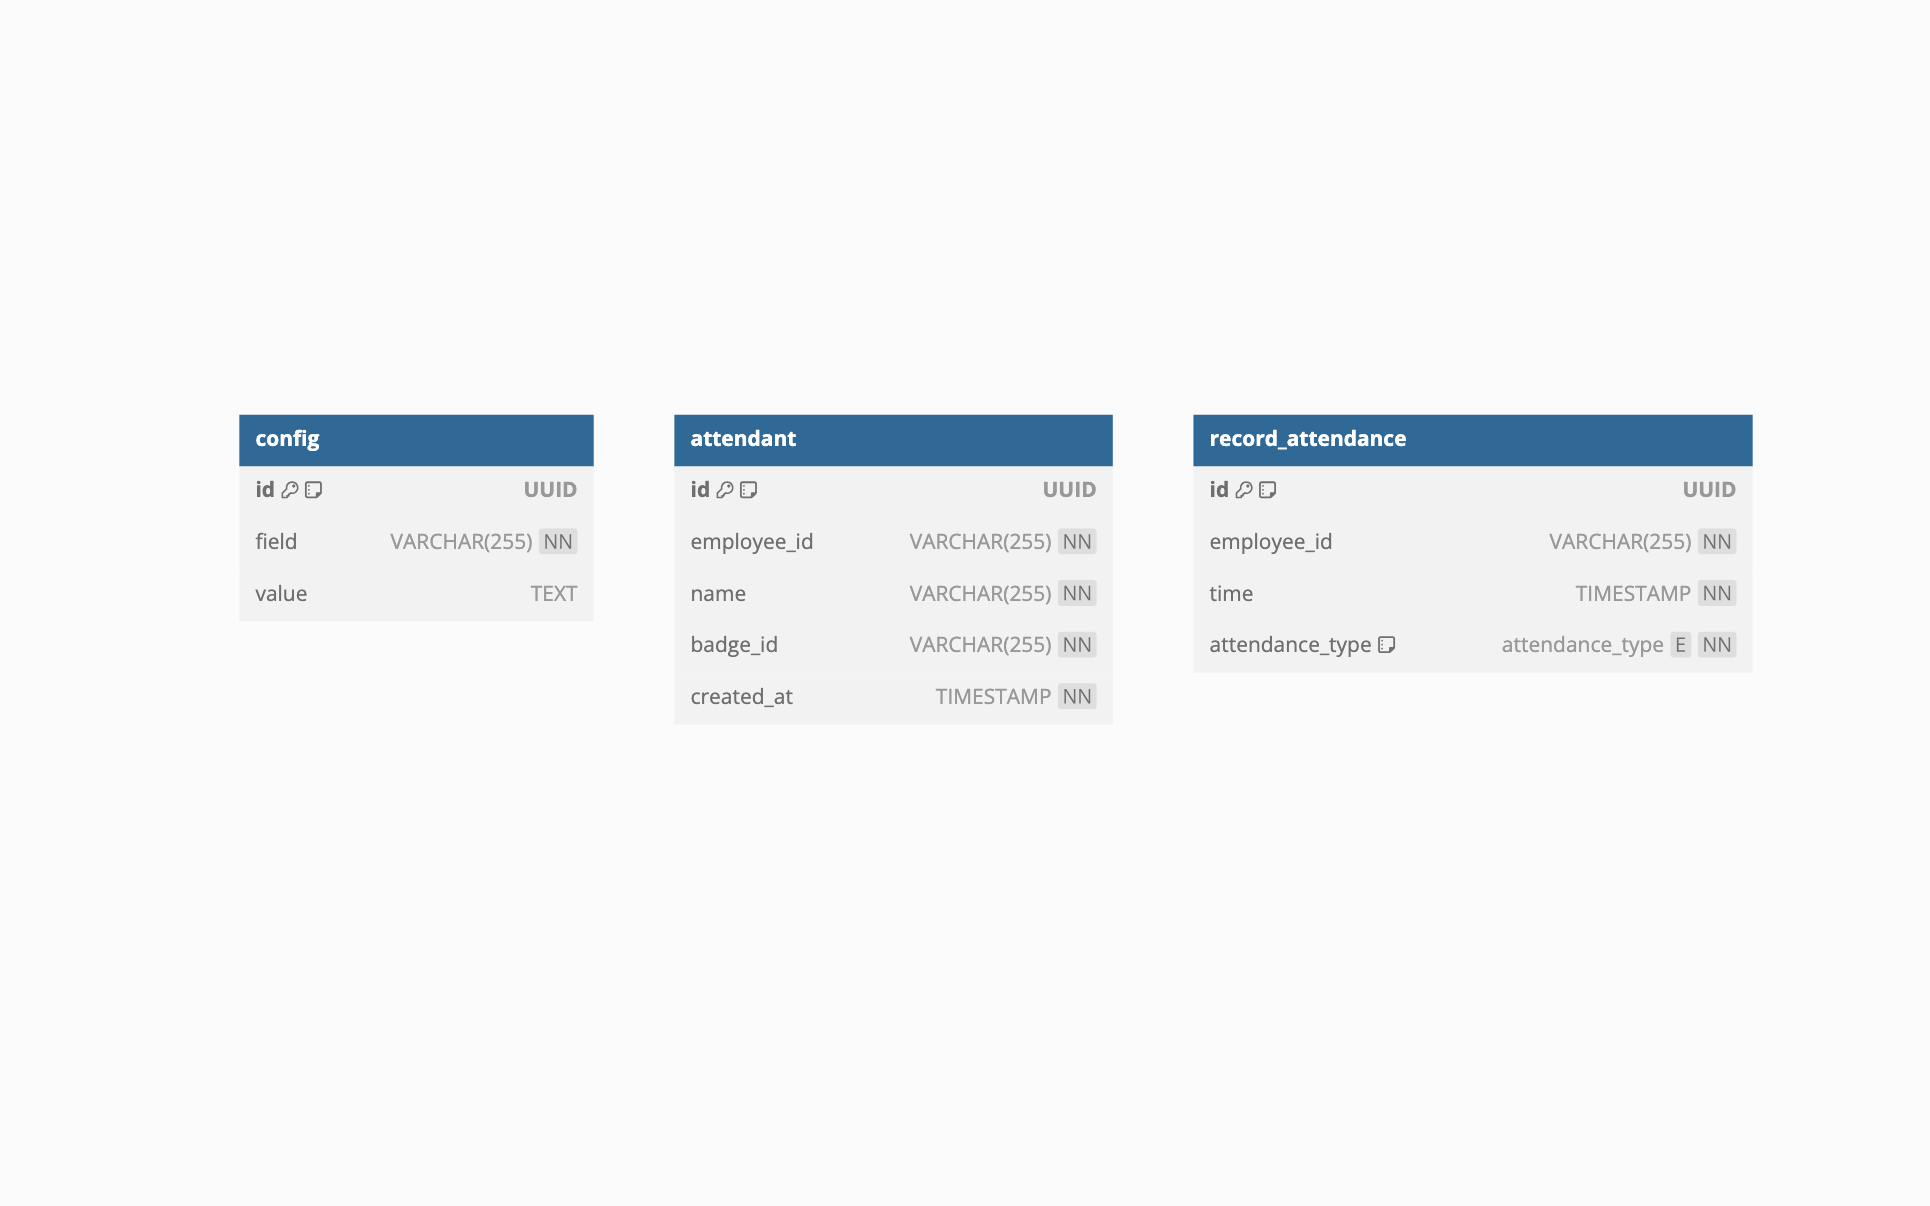 config
id UUID
field VARCHAR(255) NN
value TEXT
attendant
id UUID
employee_id VARCHAR(255) NN
name VARCHAR(255) NN
badge_id VARCHAR(255) NN
created_at TIMESTAMP NN
record_attendance
id UUID
employee_id VARCHAR(255) NN
time TIMESTAMP NN
attendance_type attendance_type E NN